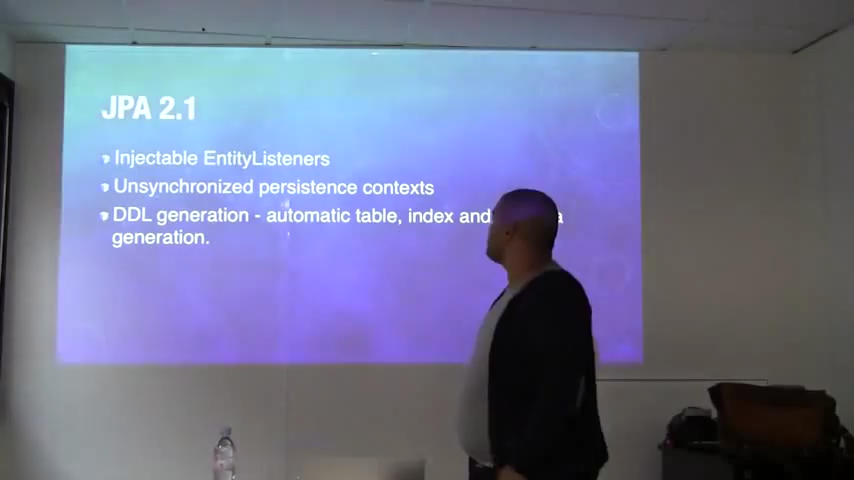 JPA 2.1
Injectable EntityListeners
Unsynchronized persistence contexts
DDL generation - automatic table, index and
generation.